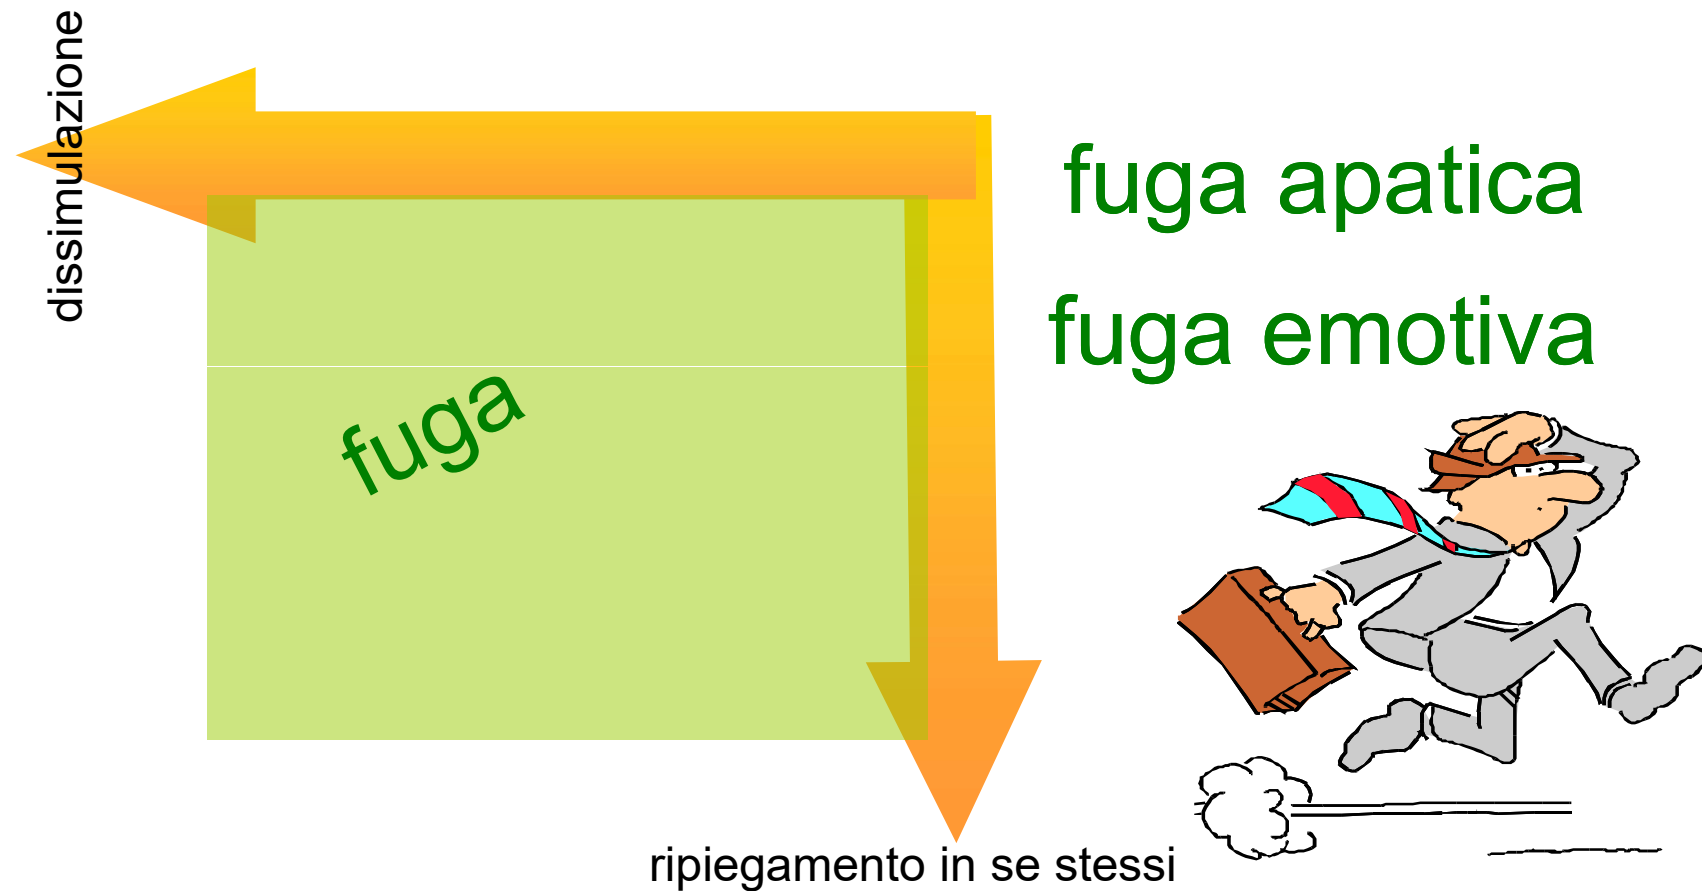 dissimulazione
fuga apatica
fuga emotiva
fuga
ripiegamento in se stessi